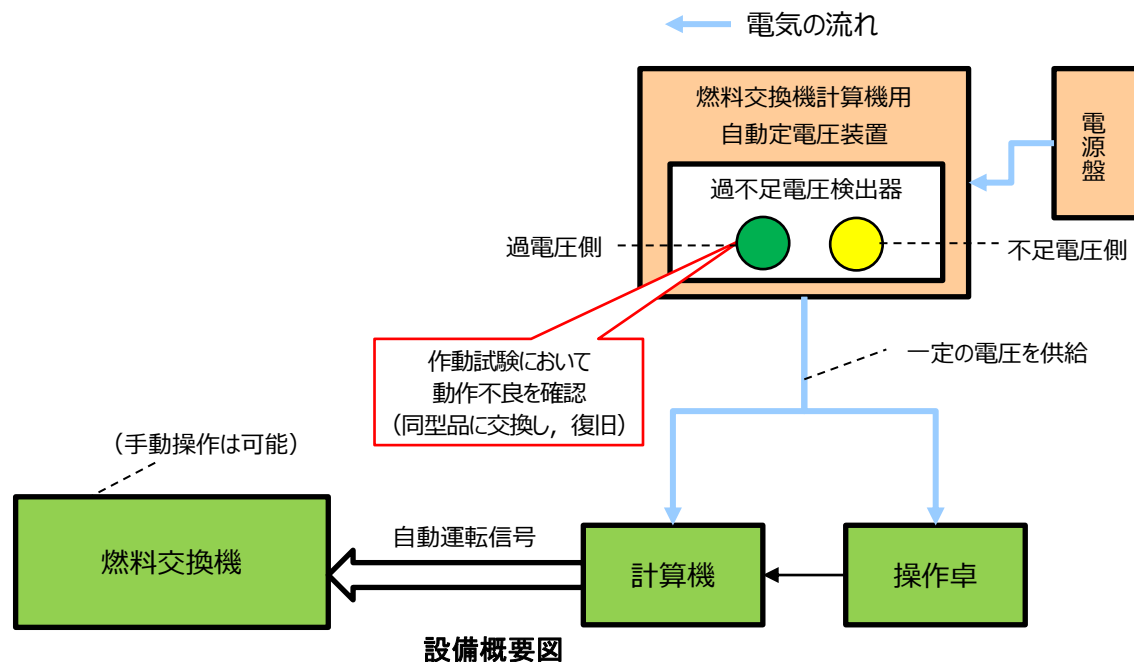 電気の流れ
燃料交換機計算機用
自動定電圧装置
電源盤
過不足電圧検出器
過電圧側
不足電圧側
作動試験において
動作不良を確認
(同型品に交換し,復旧)
一定の電圧を供給
(手動操作は可能)
自動運転信号
燃料交換機
計算機
操作卓
設備概要図